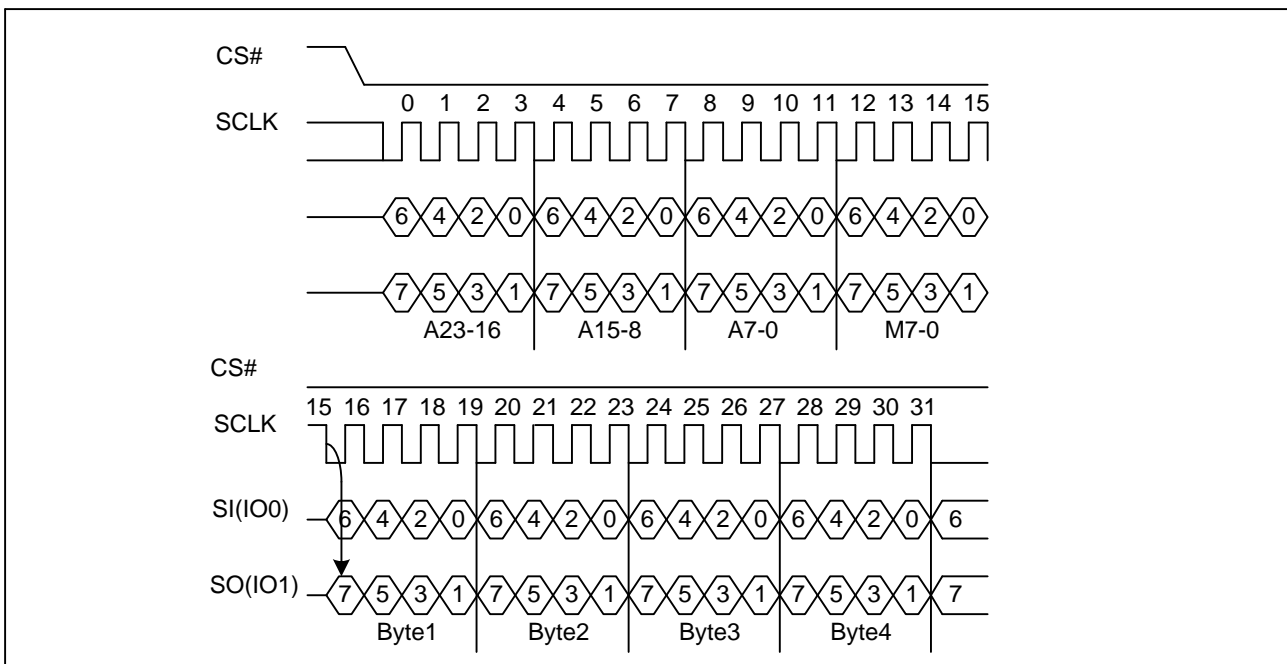 CS#
0 1 2 3 4 5 6 7 8 9 10 11 12 13 14 15
SCLK
6 4 2 0 6 4 2 0 6 4 2 0 6 4 2 0
7 5 3 1 7 5 3 1 7 5 3 1 7 5 3 1
A23-16 A15-8 A7-0 M7-0
CS#
15 16 17 18 19 20 21 22 23 24 25 26 27 28 29 30 31
SCLK
SI(IO0) 6 4 2 0 6 4 2 0 6 4 2 0 6 4 2 0 6
SO(IO1) 7 5 3 1 7 5 3 1 7 5 3 1 7 5 3 1 7
Byte1 Byte2 Byte3 Byte4